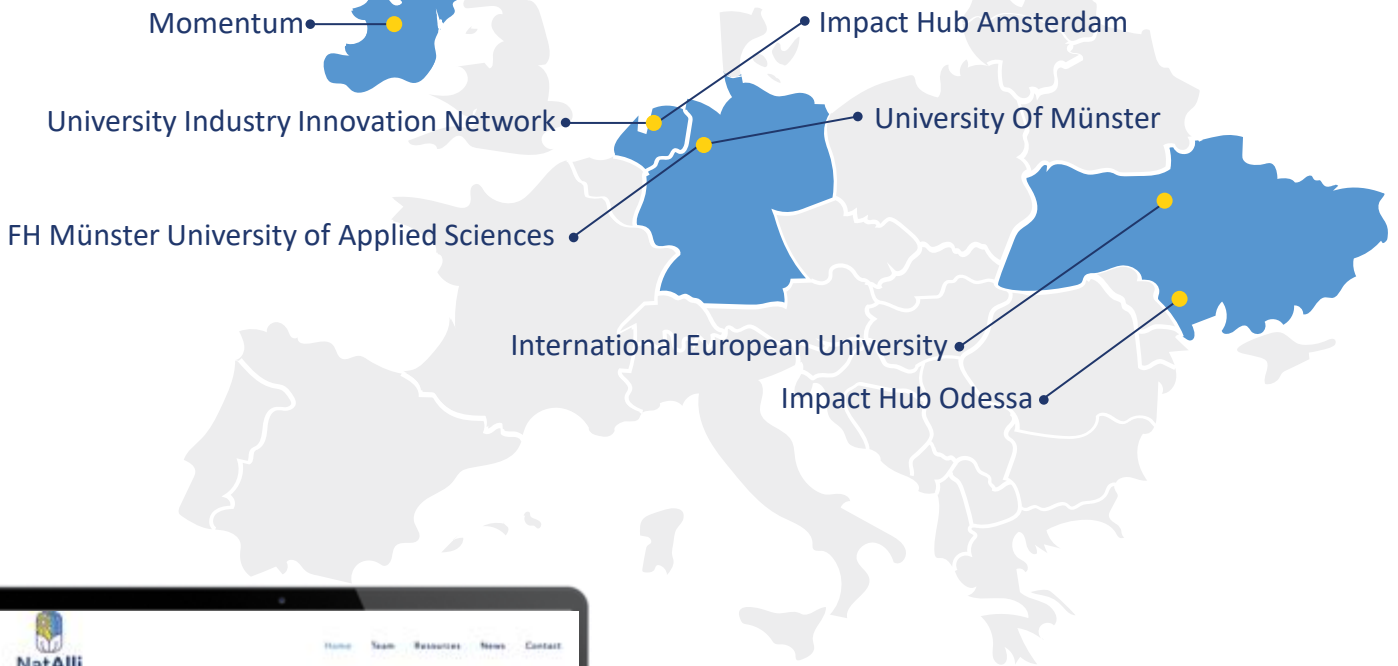 Momentum
Impact Hub Amsterdam
University Industry Innovation Network
University Of Münster
FH Münster University of Applied Sciences
International European University
Impact Hub Odessa
Home Team Resources News Contact
NatAlli